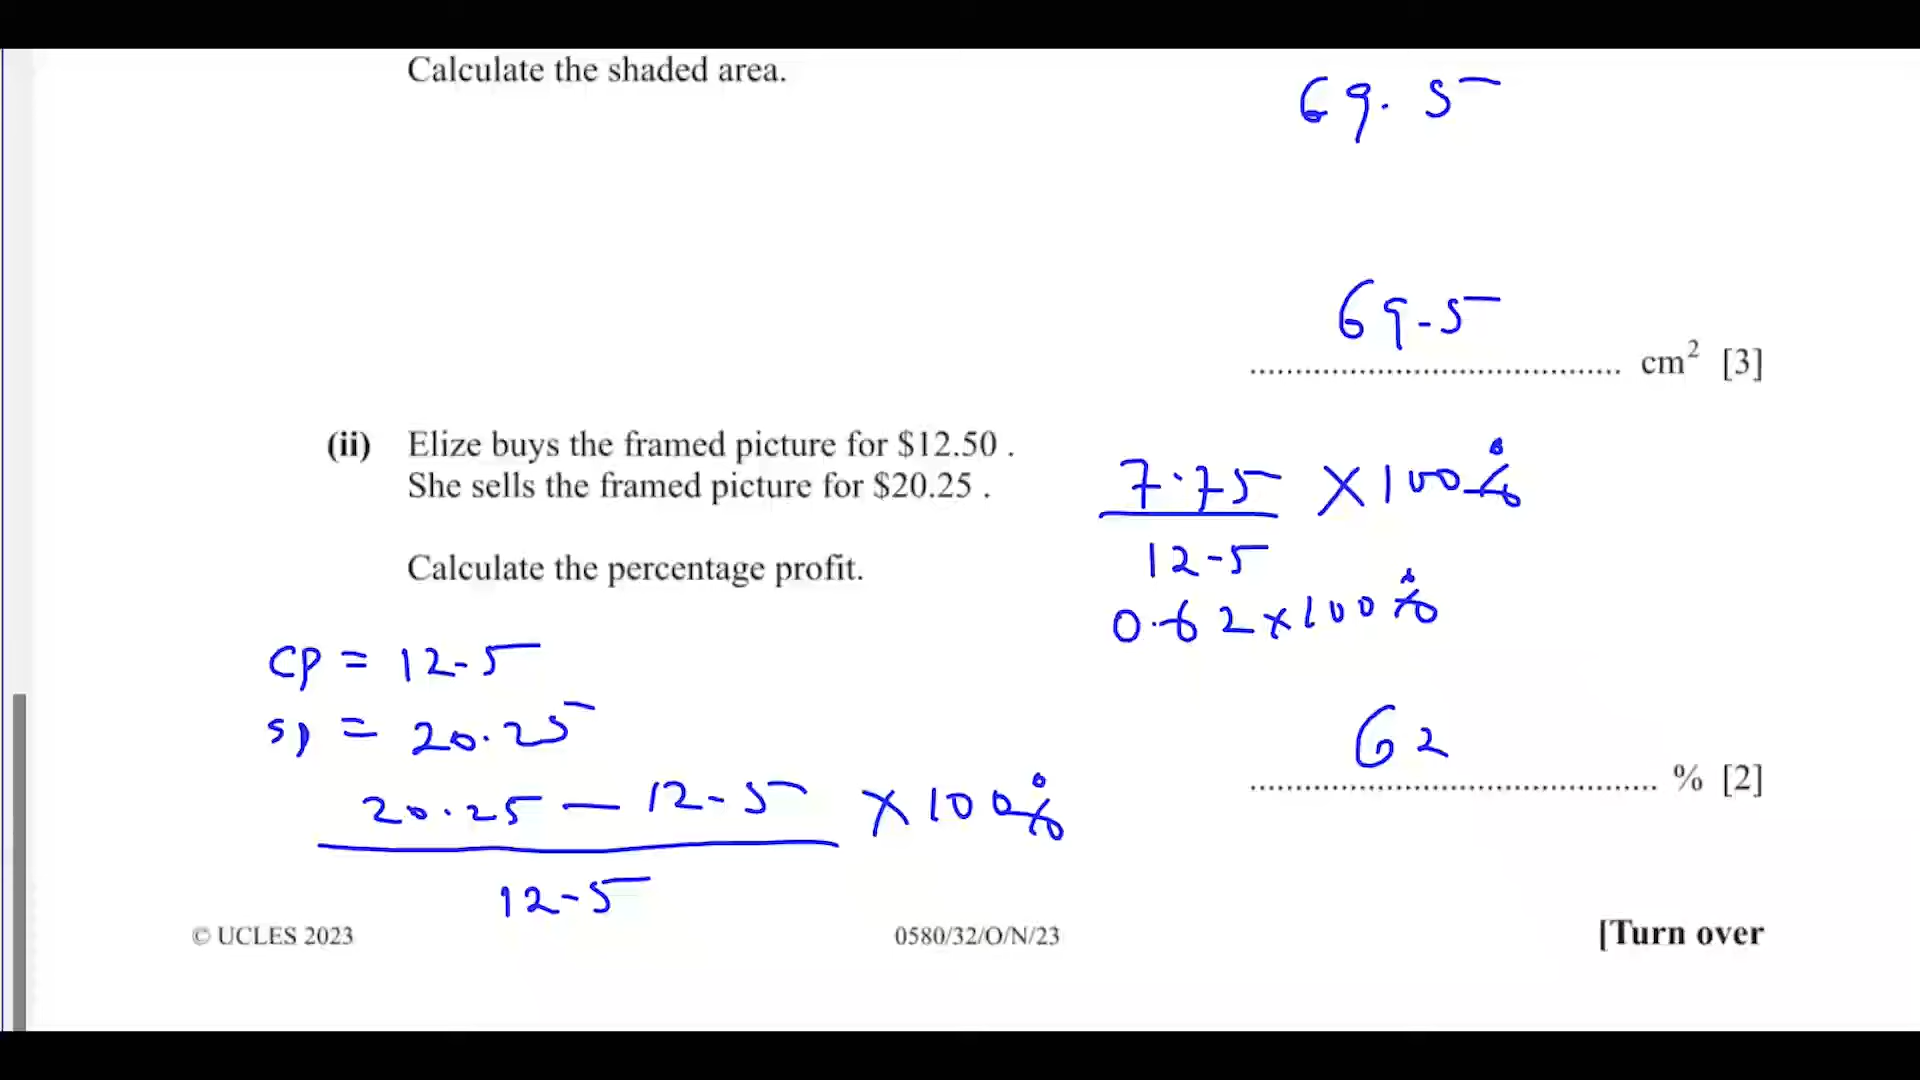 Calculate the shaded area.
69.5
69.5
........................................ cm² [3]
(ii) Elize buys the framed picture for $12.50 .
She sells the framed picture for $20.25 .
7.75 × 100%
12.5
Calculate the percentage profit.
0.62 × 100%
CP = 12.5
SP = 20.25
62
........................................ % [2]
20.25 − 12.5 × 100%
12.5
© UCLES 2023
0580/32/O/N/23
[Turn over